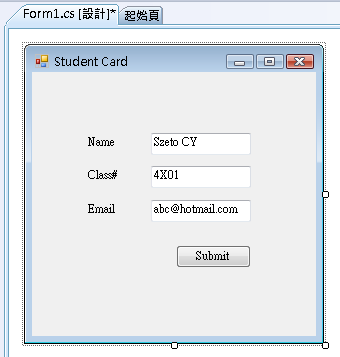 Form1.cs [設計]* 起始頁
Student Card
Name Szeto CY
Class# 4X01
Email abc@hotmail.com
Submit